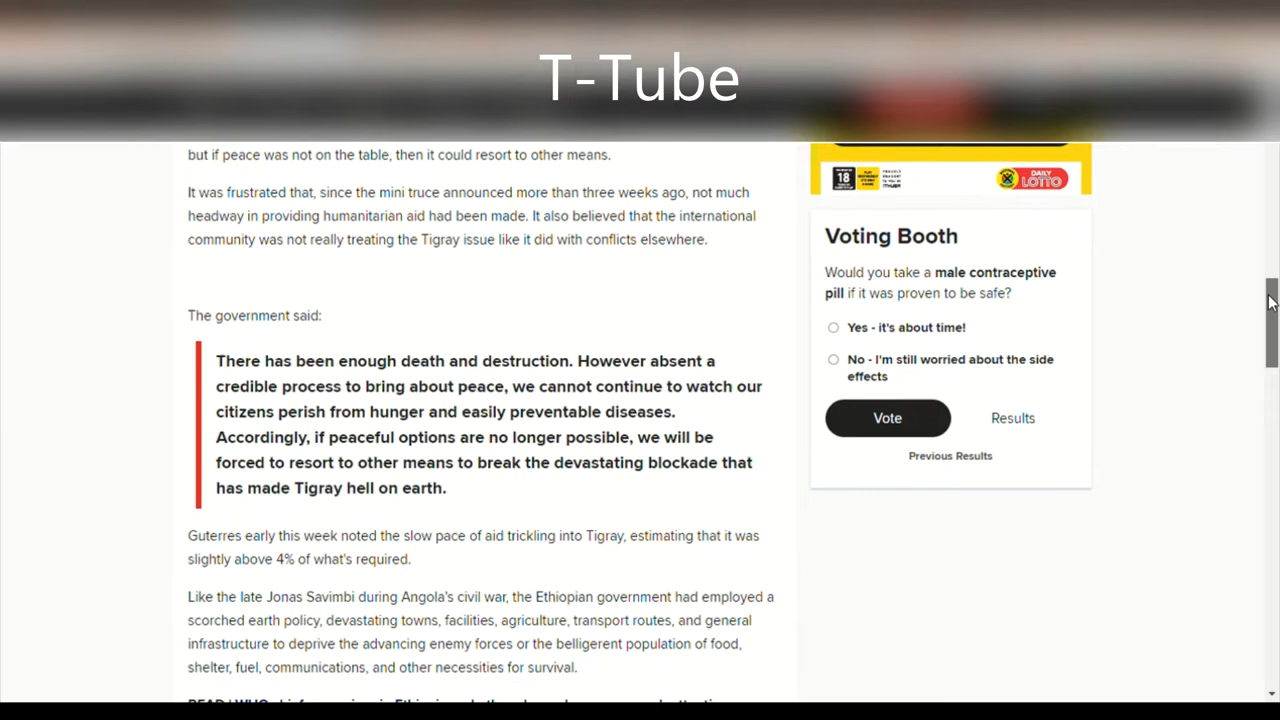 T-Tube
but if peace was not on the table, then it could resort to other means.
It was frustrated that, since the mini truce announced more than three weeks ago, not much
headway in providing humanitarian aid had been made. It also believed that the international
community was not really treating the Tigray issue like it did with conflicts elsewhere.
The government said:
There has been enough death and destruction. However absent a
credible process to bring about peace, we cannot continue to watch our
citizens perish from hunger and easily preventable diseases.
Accordingly, if peaceful options are no longer possible, we will be
forced to resort to other means to break the devastating blockade that
has made Tigray hell on earth.
Guterres early this week noted the slow pace of aid trickling into Tigray, estimating that it was
slightly above 4% of what's required.
Like the late Jonas Savimbi during Angola's civil war, the Ethiopian government had employed a
scorched earth policy, devastating towns, facilities, agriculture, transport routes, and general
infrastructure to deprive the advancing enemy forces or the belligerent population of food,
shelter, fuel, communications, and other necessities for survival.
18
DAILY
LOTTO
Voting Booth
Would you take a male contraceptive
pill if it was proven to be safe?
Yes - it's about time!
No - I'm still worried about the side
effects
Vote
Results
Previous Results